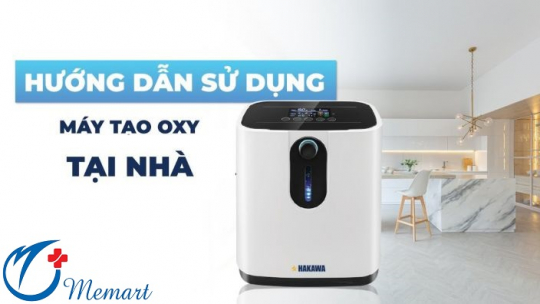 HƯỚNG DẪN SỬ DỤNG
MÁY TAO OXY
TẠI NHÀ
HAKAWA
Memart